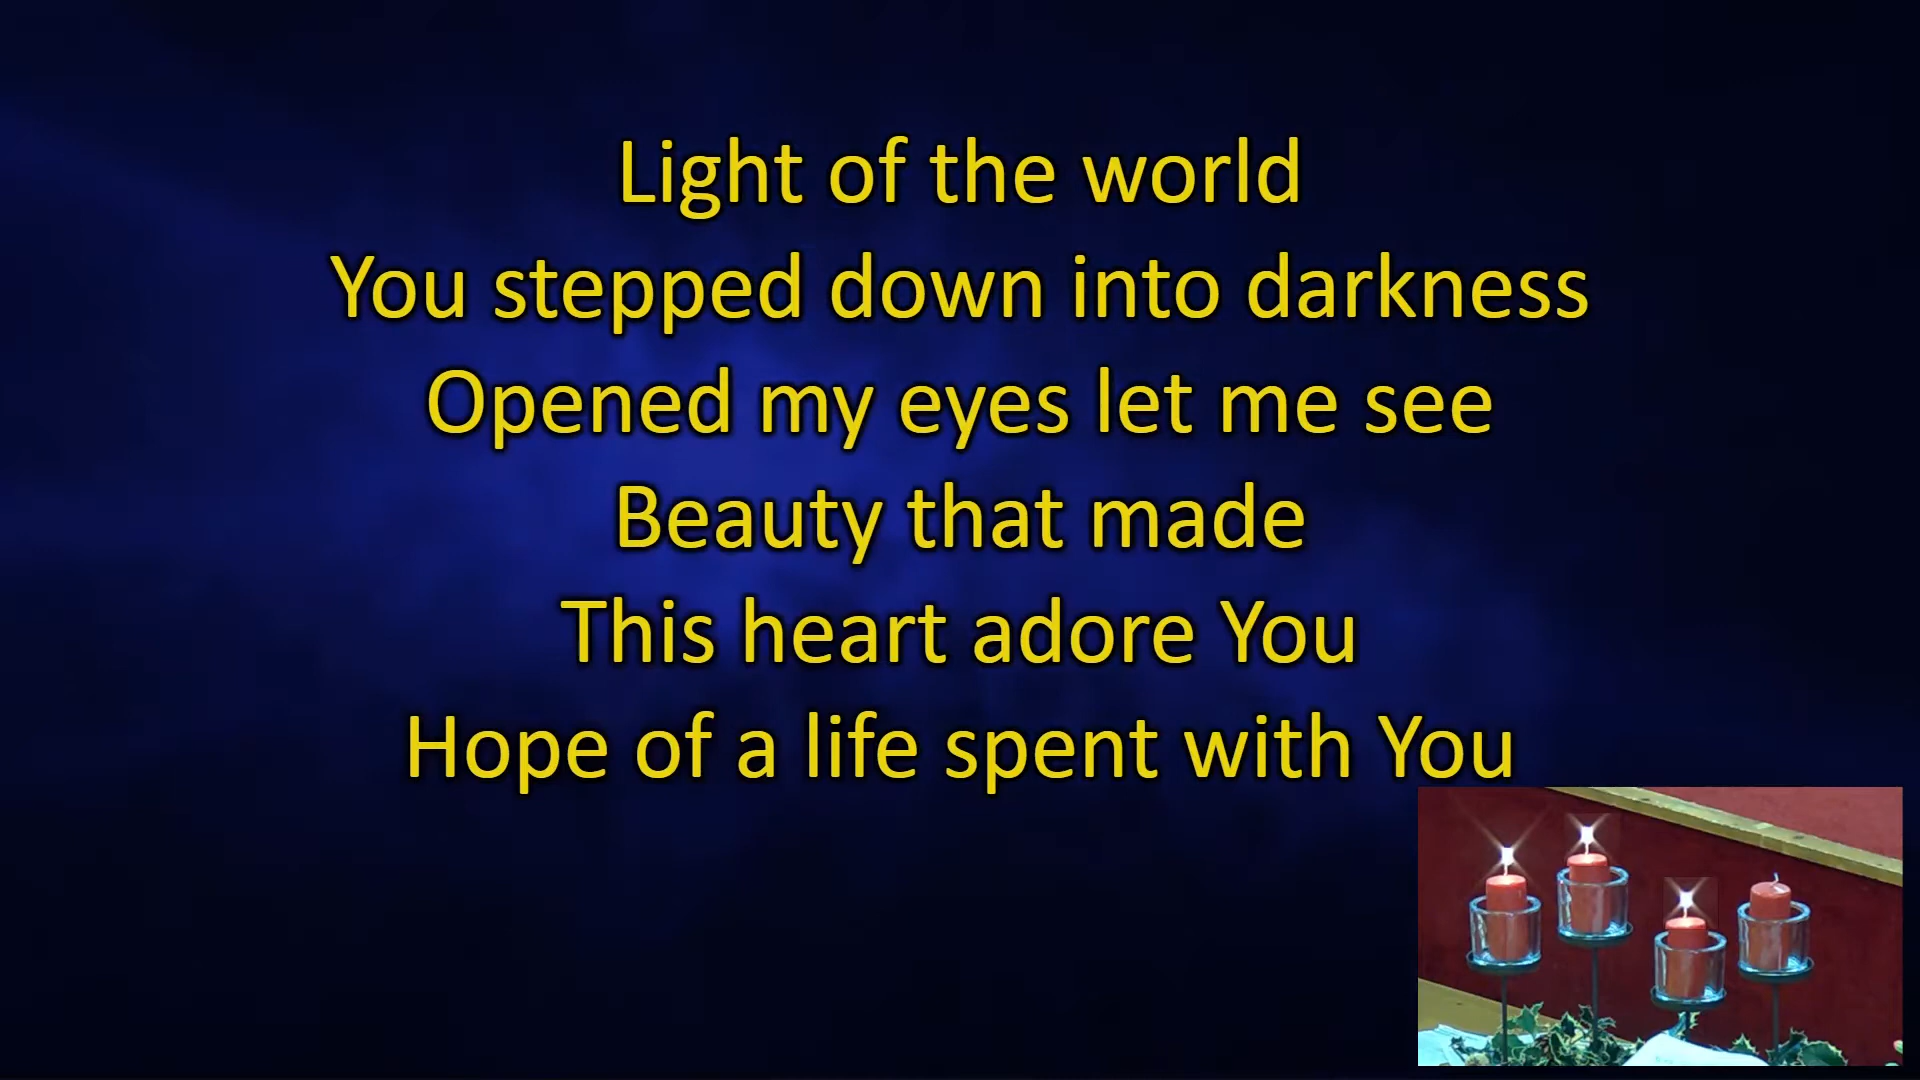 Light of the world
You stepped down into darkness
Opened my eyes let me see
Beauty that made
This heart adore You
Hope of a life spent with You